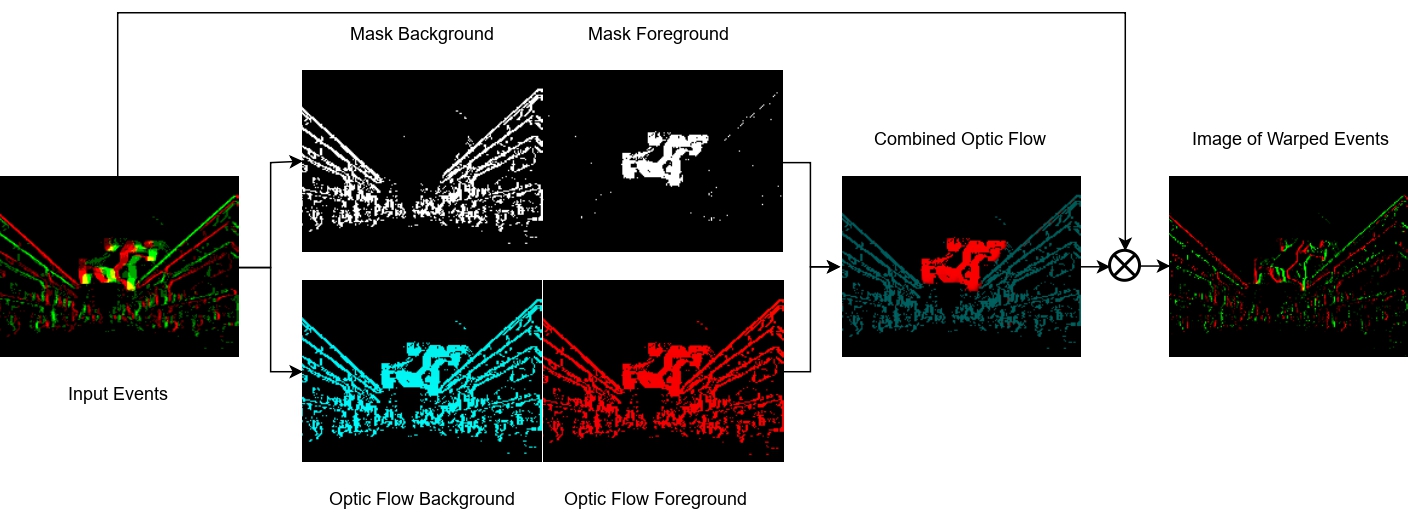 Mask Background
Mask Foreground
Combined Optic Flow
Image of Warped Events
Input Events
Optic Flow Background
Optic Flow Foreground